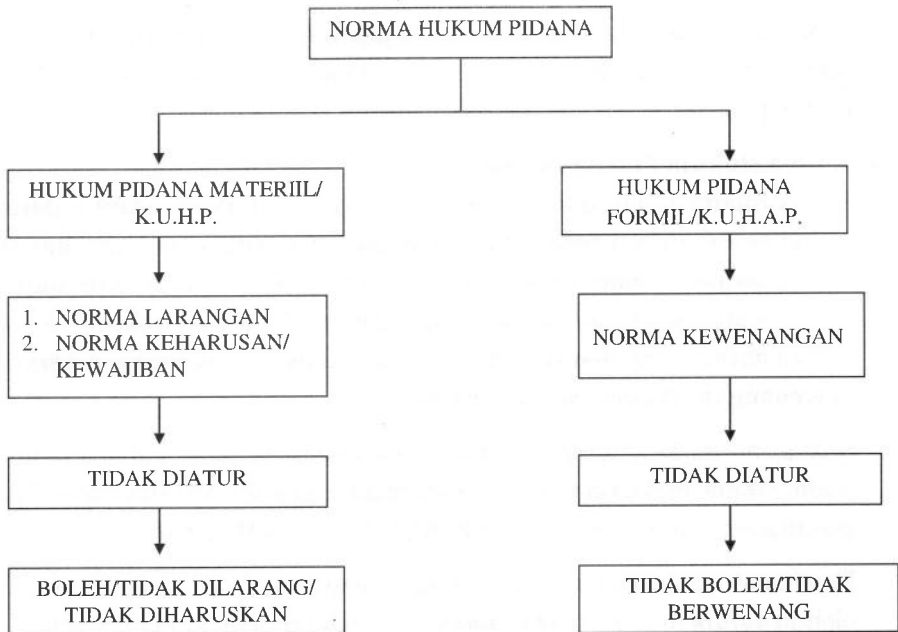 NORMA HUKUM PIDANA
HUKUM PIDANA MATERIIL/
K.U.H.P.
HUKUM PIDANA
FORMIL/K.U.H.A.P.
1. NORMA LARANGAN
2. NORMA KEHARUSAN/
KEWAJIBAN
NORMA KEWENANGAN
TIDAK DIATUR
TIDAK DIATUR
BOLEH/TIDAK DILARANG/
TIDAK DIHARUSKAN
TIDAK BOLEH/TIDAK
BERWENANG